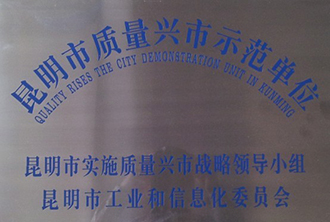 昆明市质量兴市示范单位
QUALITY RISES THE CITY DEMONSTRATION UNIT IN KUNMING
昆明市实施质量兴市战略领导小组
昆明市工业和信息化委员会